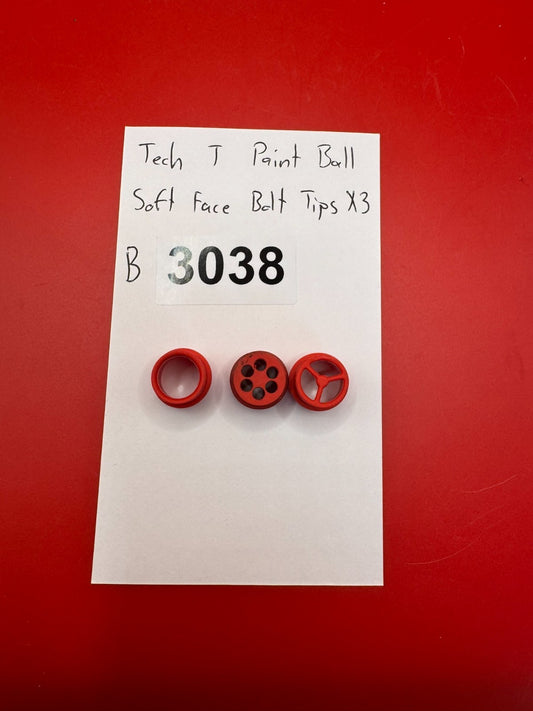 Tech T Paint Ball
Soft Face Bolt Tips X3
B 3038